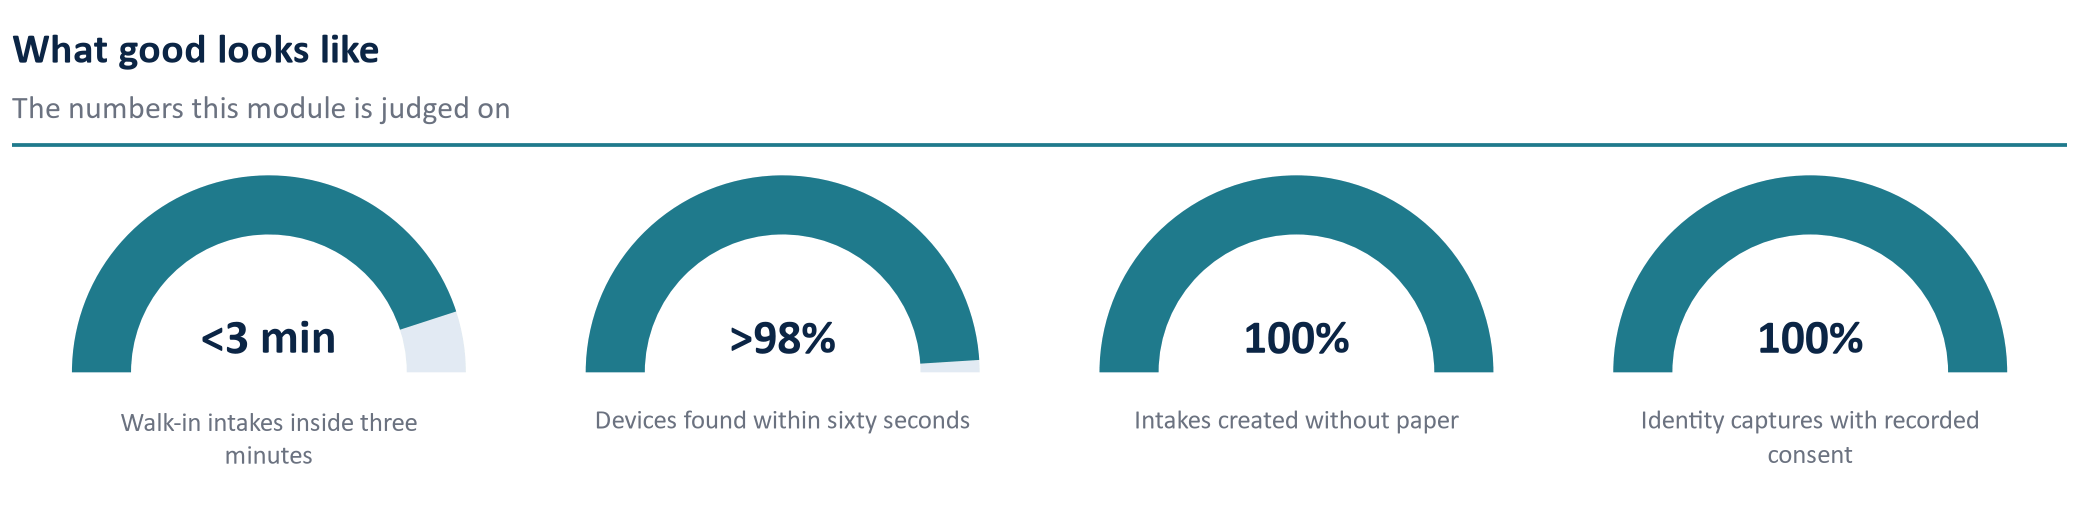 What good looks like
The numbers this module is judged on
<3 min
>98%
100%
100%
Walk-in intakes inside three
minutes
Devices found within sixty seconds
Intakes created without paper
Identity captures with recorded
consent